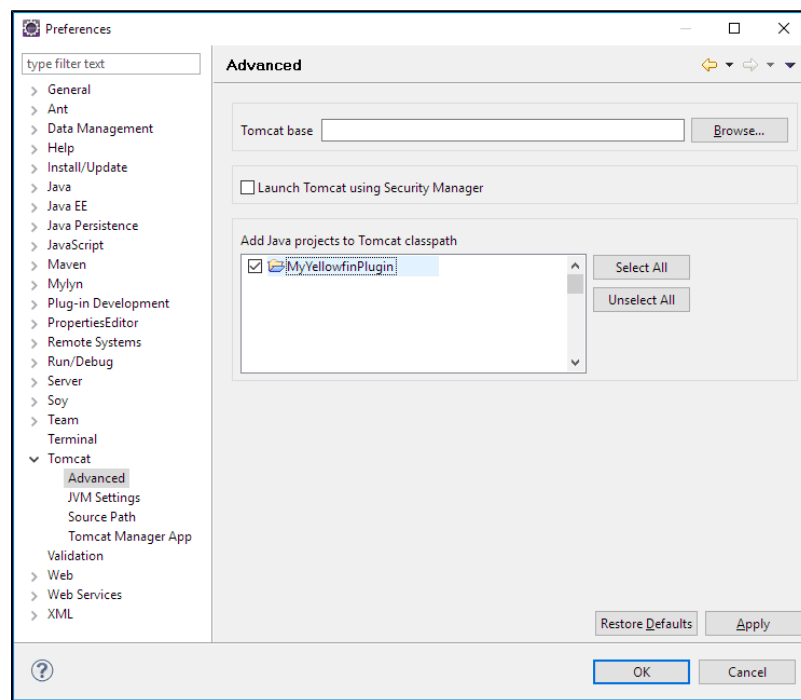 Preferences
type filter text
Advanced
General
Ant
Data Management
Help
Install/Update
Java
Java EE
Java Persistence
JavaScript
Maven
Mylyn
Plug-in Development
PropertiesEditor
Remote Systems
Run/Debug
Server
Soy
Team
Terminal
Tomcat
Advanced
JVM Settings
Source Path
Tomcat Manager App
Validation
Web
Web Services
XML
Tomcat base Browse...
Launch Tomcat using Security Manager
Add Java projects to Tomcat classpath
MyYellowfinPlugin
Select All
Unselect All
Restore Defaults Apply
? OK Cancel